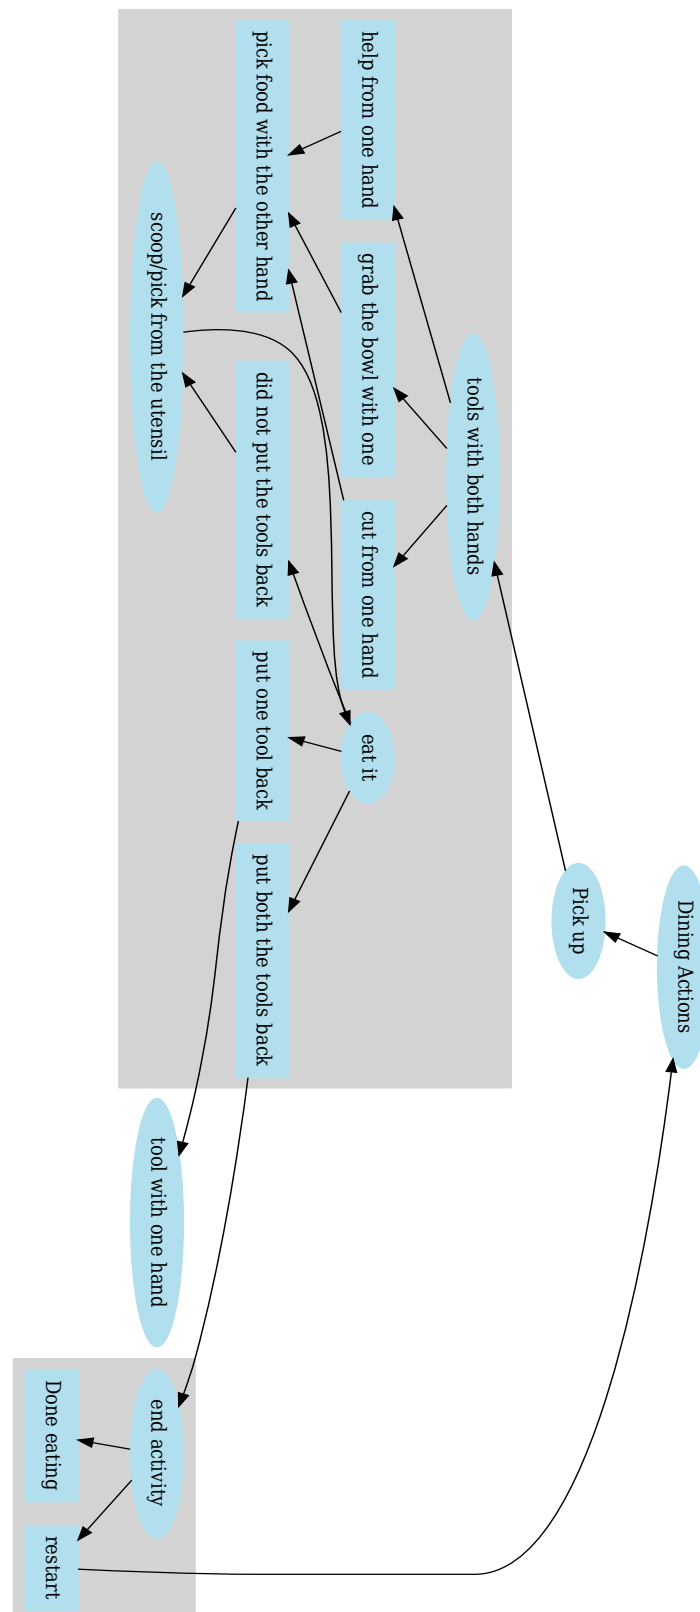 Dining Actions
Pick up
tools with both hands
help from one hand
grab the bowl with one
cut from one hand
eat it
pick food with the other hand
did not put the tools back
put one tool back
put both the tools back
scoop/pick from the utensil
tool with one hand
end activity
Done eating
restart